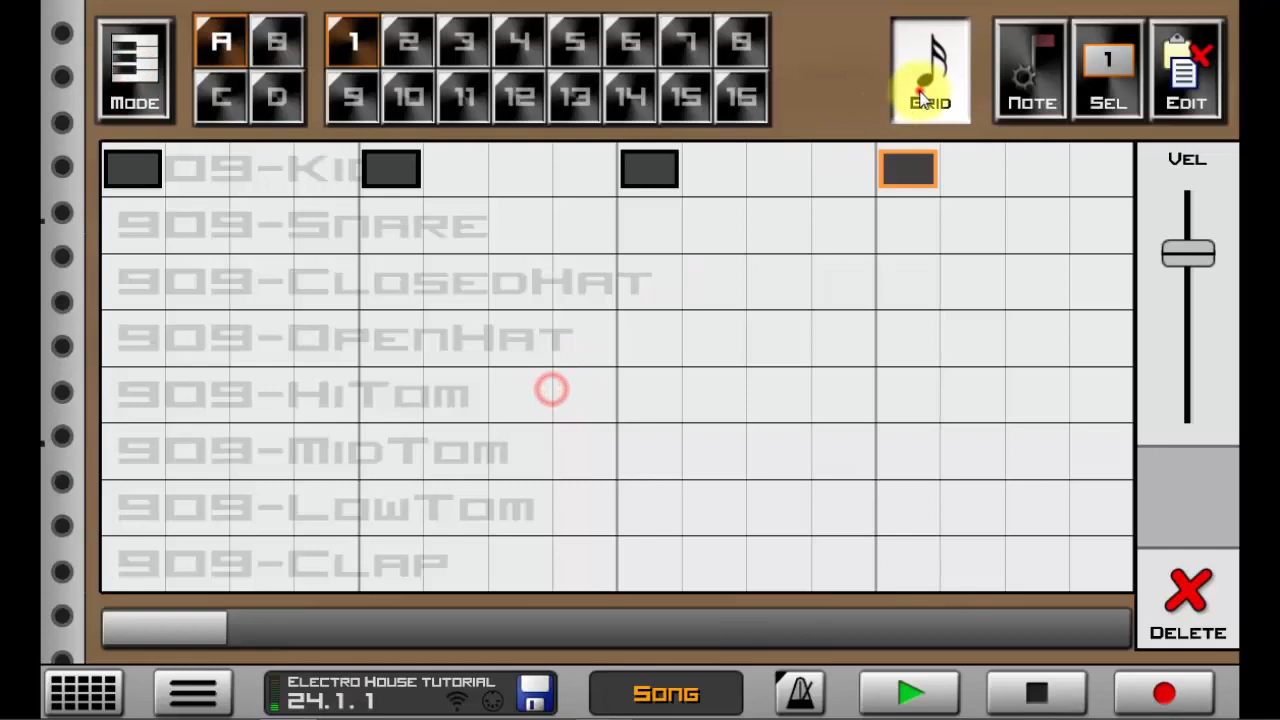 MODE
A B 1 2 3 4 5 6 7 8
C D 9 10 11 12 13 14 15 16
GRID
NOTE
1
SEL
EDIT
VEL
909-KIC
909-SNARE
909-CLOSEDHAT
909-OPENHAT
909-HITOM
909-MIDTOM
909-LOWTOM
909-CLAP
DELETE
ELECTRO HOUSE TUTORIAL
24.1.1
SONG